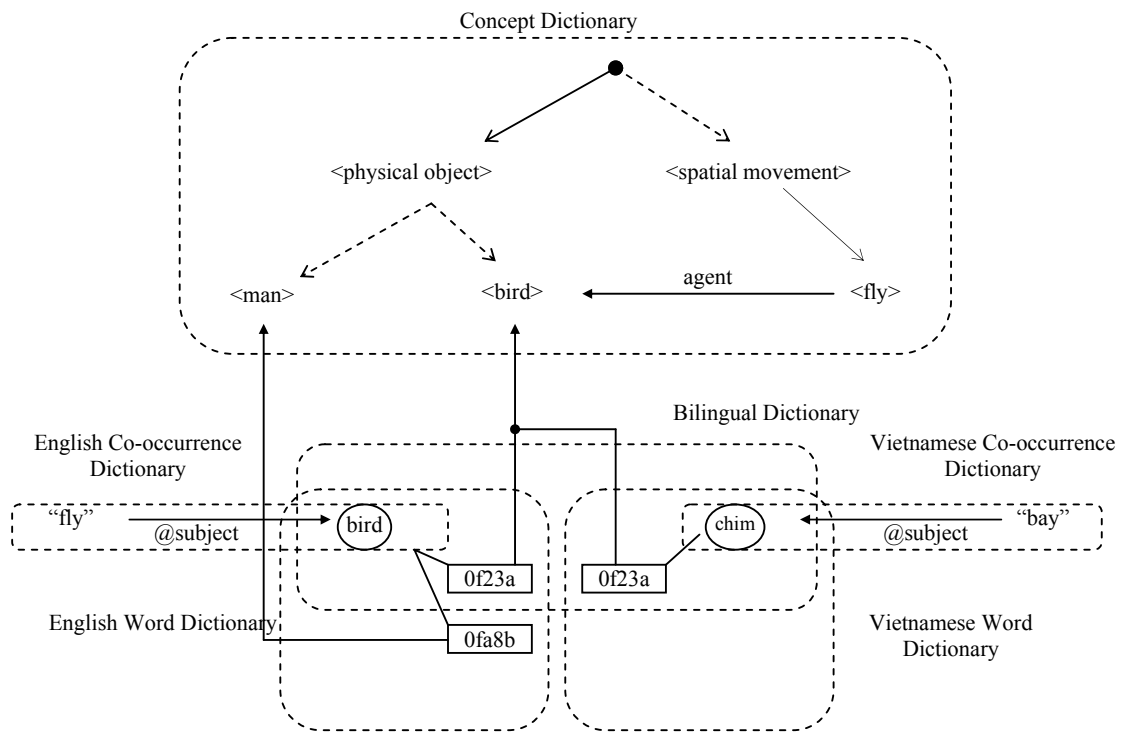 Concept Dictionary
<physical object>
<spatial movement>
<man>
<bird>
agent
<fly>
Bilingual Dictionary
English Co-occurrence
Dictionary
Vietnamese Co-occurrence
Dictionary
“fly”
@subject
bird
chim
@subject
“bay”
0f23a
0f23a
English Word Dictionary
0fa8b
Vietnamese Word
Dictionary